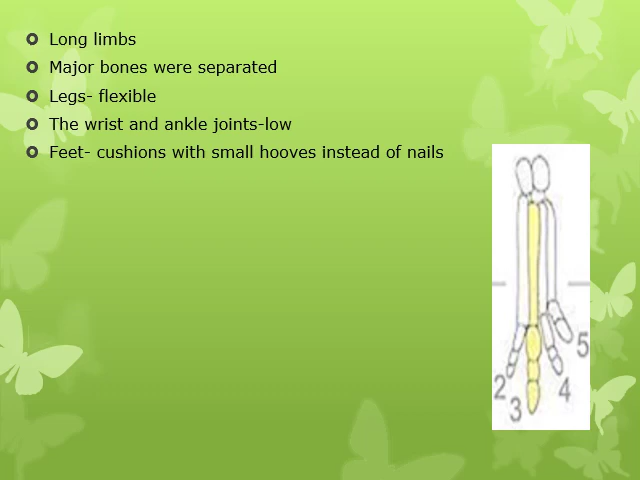 Long limbs
Major bones were separated
Legs- flexible
The wrist and ankle joints-low
Feet- cushions with small hooves instead of nails
5
2
4
3